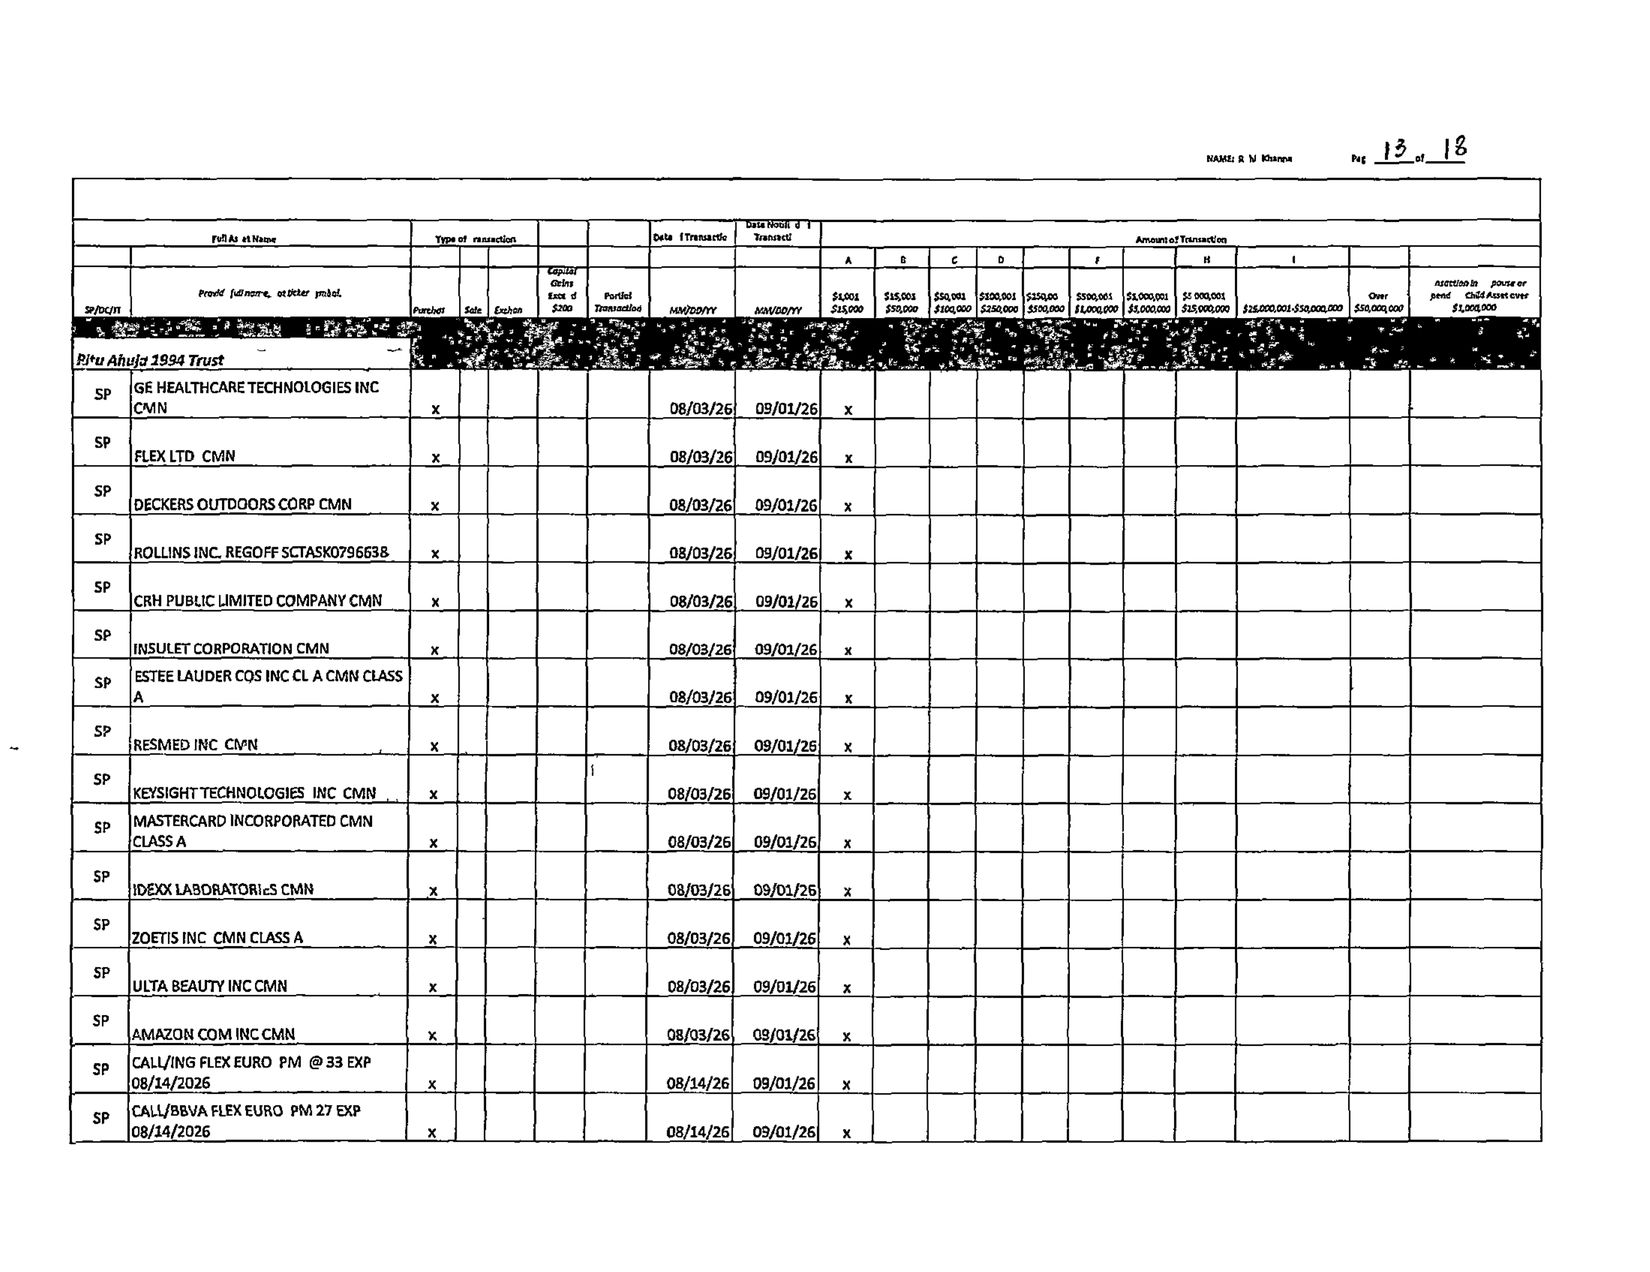 NAME: R Khanna Pag 13 of 18
Full As et Name Type of ransaction Date f Transactio Date Notifi d f Transacti Amount of Transaction
A B C D F H I
SP/DC/JT Provid full name, ot ticker ymbol. Purchas Sale Exchan Capital Gains Exce d $200 Partial Transaction MM/DD/YY MM/DD/YY $1,001 $15,000 $15,001 $50,000 $50,001 $100,000 $100,001 $250,000 $250,00 $500,000 $500,001 $1,000,000 $1,000,001 $5,000,000 $5 000,001 $25,000,000 $25,000,001-$50,000,000 Over $50,000,000 nsaction in pouse or pend Child Asset over $1,000,000
Ritu Ahuja 1994 Trust
SP GE HEALTHCARE TECHNOLOGIES INC
CMN x 08/03/26 09/01/26 x
SP FLEX LTD CMN x 08/03/26 09/01/26 x
SP DECKERS OUTDOORS CORP CMN x 08/03/26 09/01/26 x
SP ROLLINS INC. REGOFF SCTASK0796638 x 08/03/26 09/01/26 x
SP CRH PUBLIC LIMITED COMPANY CMN x 08/03/26 09/01/26 x
SP INSULET CORPORATION CMN x 08/03/26 09/01/26 x
SP ESTEE LAUDER COS INC CL A CMN CLASS
A x 08/03/26 09/01/26 x
SP RESMED INC CMN x 08/03/26 09/01/26 x
SP KEYSIGHT TECHNOLOGIES INC CMN x 08/03/26 09/01/26 x
SP MASTERCARD INCORPORATED CMN
CLASS A x 08/03/26 09/01/26 x
SP IDEXX LABORATORIES CMN x 08/03/26 09/01/26 x
SP ZOETIS INC CMN CLASS A x 08/03/26 09/01/26 x
SP ULTA BEAUTY INC CMN x 08/03/26 09/01/26 x
SP AMAZON COM INC CMN x 08/03/26 09/01/26 x
SP CALL/ING FLEX EURO PM @ 33 EXP
08/14/2026 x 08/14/26 09/01/26 x
SP CALL/BBVA FLEX EURO PM 27 EXP
08/14/2026 x 08/14/26 09/01/26 x